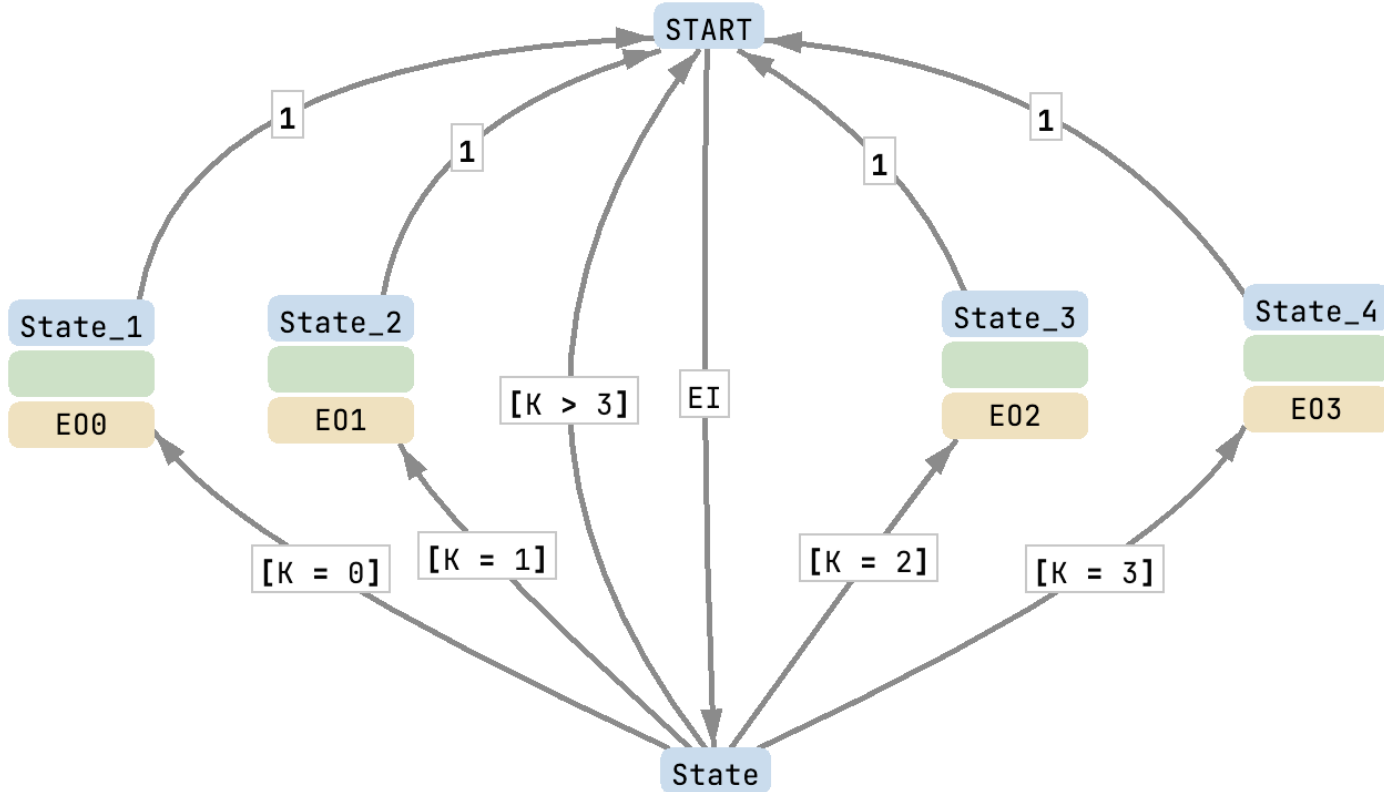 START
1
1
1
1
State_1
State_2
State_3
State_4
[K > 3]
EI
EO0
EO1
EO2
EO3
[K = 0]
[K = 1]
[K = 2]
[K = 3]
State